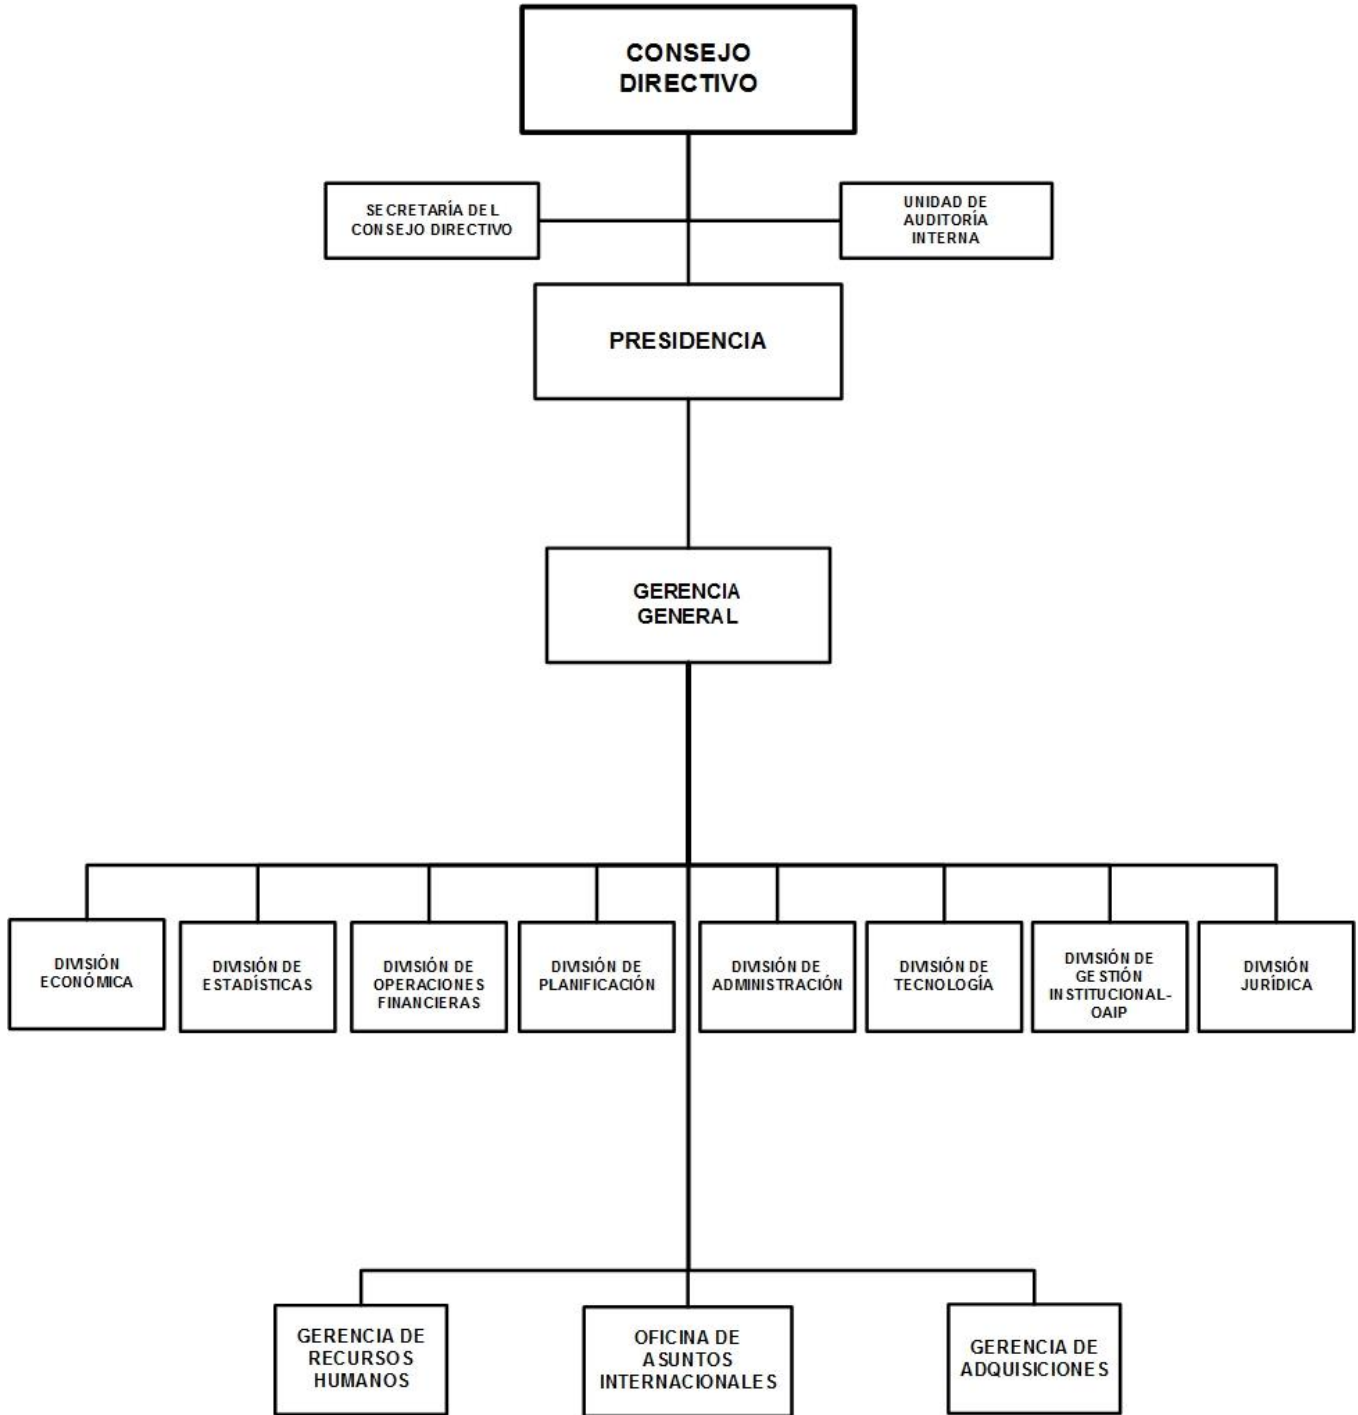 CONSEJO
DIRECTIVO
SECRETARÍA DEL
CONSEJO DIRECTIVO
UNIDAD DE
AUDITORÍA
INTERNA
PRESIDENCIA
GERENCIA
GENERAL
DIVISIÓN
ECONÓMICA
DIVISIÓN DE
ESTADÍSTICAS
DIVISIÓN DE
OPERACIONES
FINANCIERAS
DIVISIÓN DE
PLANIFICACIÓN
DIVISIÓN DE
ADMINISTRACIÓN
DIVISIÓN DE
TECNOLOGÍA
DIVISIÓN DE
GESTIÓN
INSTITUCIONAL-
OAIP
DIVISIÓN
JURÍDICA
GERENCIA DE
RECURSOS
HUMANOS
OFICINA DE
ASUNTOS
INTERNACIONALES
GERENCIA DE
ADQUISICIONES